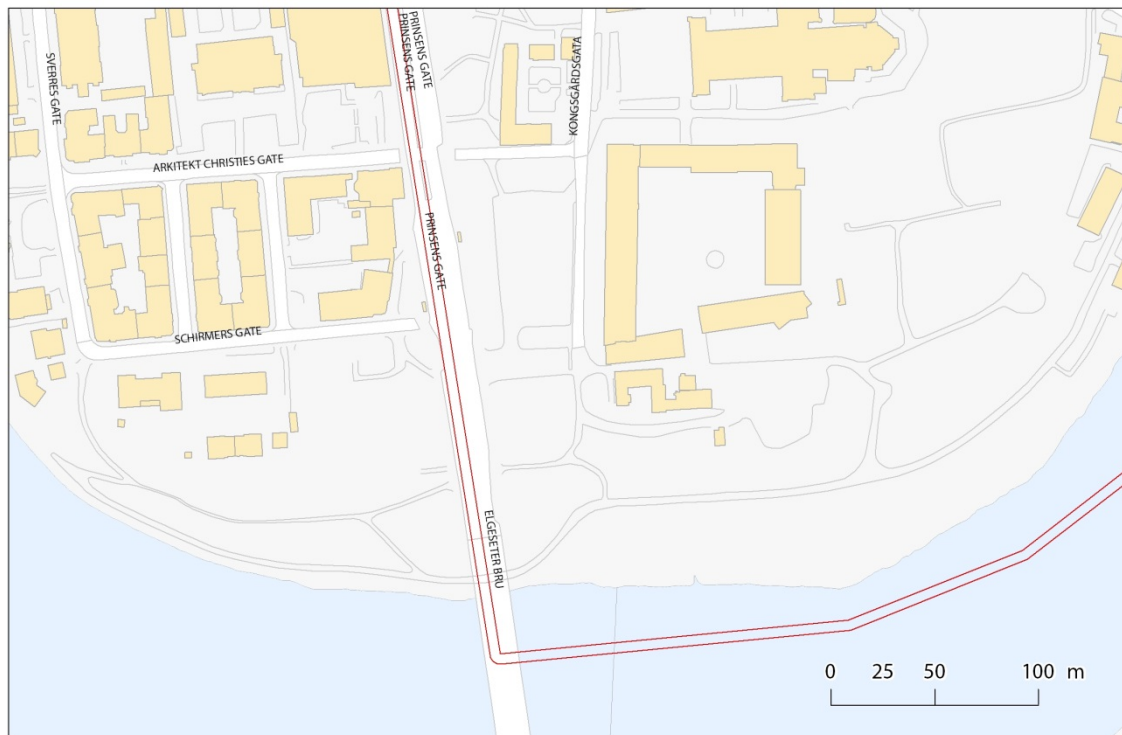 PRINSENS GATE
PRINSENS GATE
SVERRES GATE
KONGSGÅRDSGATA
ARKITEKT CHRISTIES GATE
PRINSENS GATE
SCHIRMERS GATE
ELGESETER BRU
0 25 50 100 m